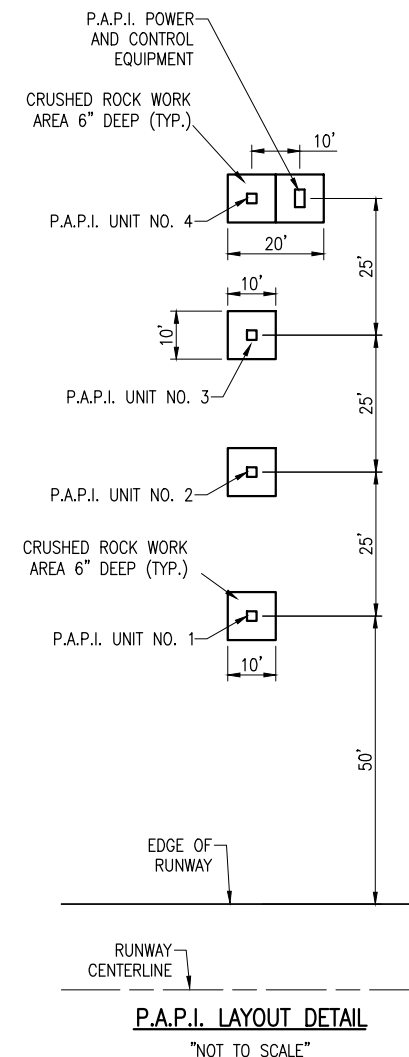 P.A.P.I. POWER
AND CONTROL
EQUIPMENT
CRUSHED ROCK WORK
AREA 6" DEEP (TYP.)
10'
P.A.P.I. UNIT NO. 4
20'
25'
10'
10'
P.A.P.I. UNIT NO. 3
25'
P.A.P.I. UNIT NO. 2
25'
CRUSHED ROCK WORK
AREA 6" DEEP (TYP.)
P.A.P.I. UNIT NO. 1
10'
50'
EDGE OF
RUNWAY
RUNWAY
CENTERLINE
P.A.P.I. LAYOUT DETAIL
"NOT TO SCALE"